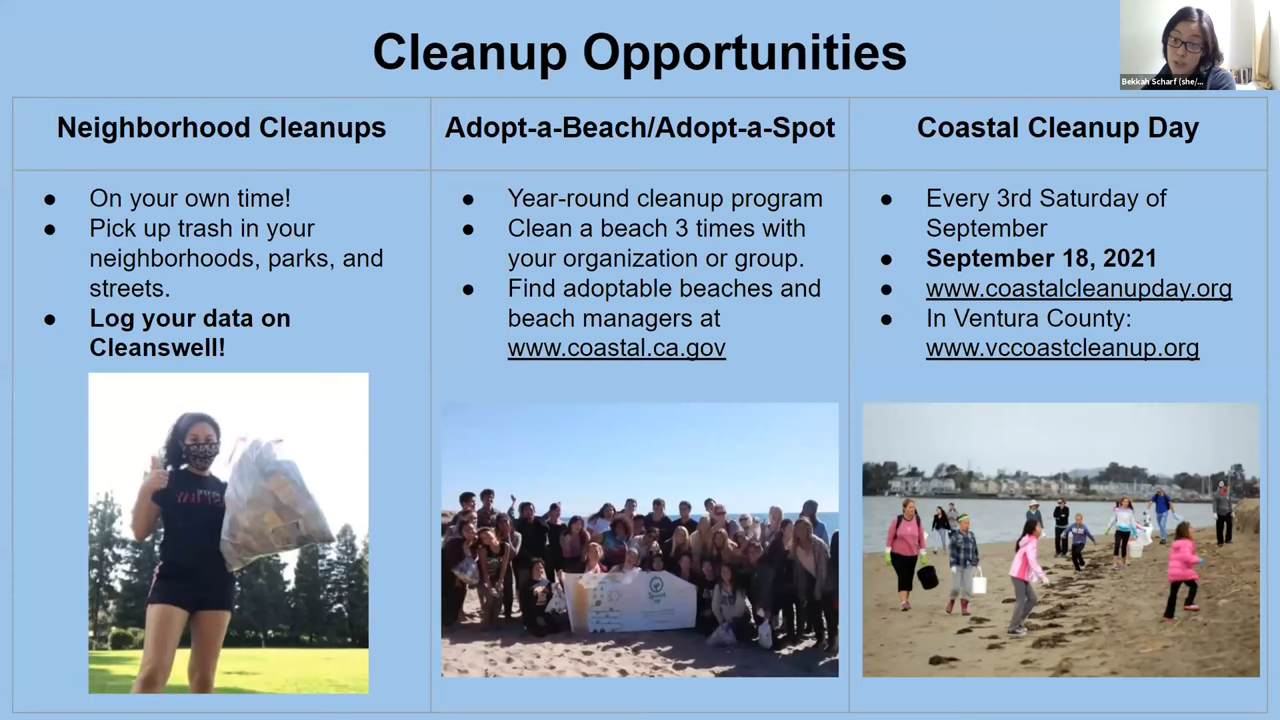 Cleanup Opportunities
Bekkah Scharf (she/...
Neighborhood Cleanups
On your own time!
Pick up trash in your
neighborhoods, parks, and
streets.
Log your data on
Cleanswell!
Adopt-a-Beach/Adopt-a-Spot
Year-round cleanup program
Clean a beach 3 times with
your organization or group.
Find adoptable beaches and
beach managers at
www.coastal.ca.gov
Coastal Cleanup Day
Every 3rd Saturday of
September
September 18, 2021
www.coastalcleanupday.org
In Ventura County:
www.vccoastcleanup.org